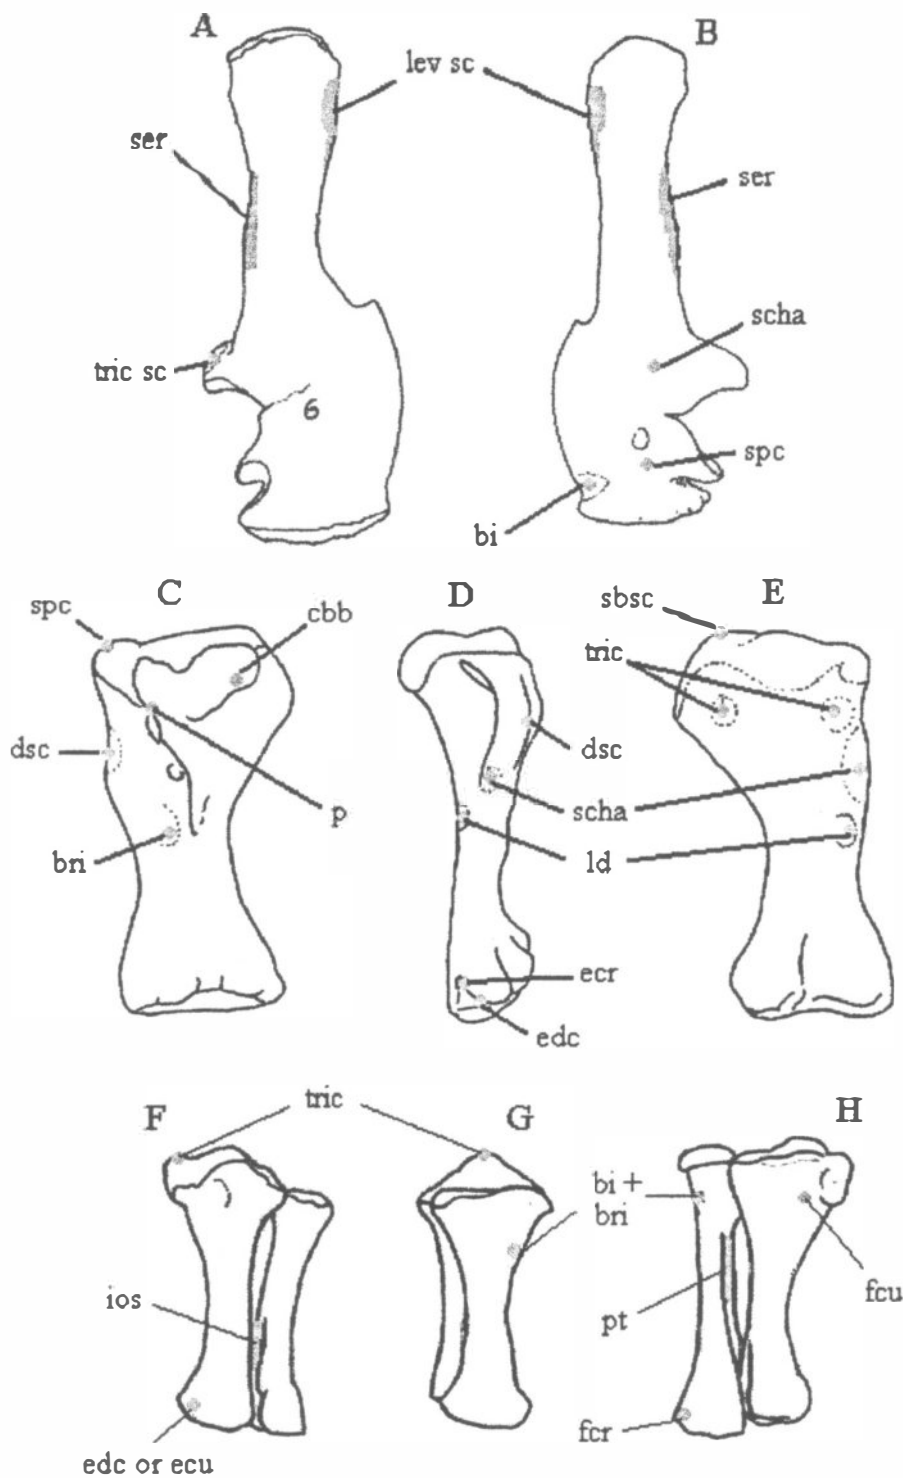 A
B
lev sc
ser
ser
scha
tric sc
6
spc
bi
C
D
E
spc
cbb
sbsc
tric
dsc
dsc
p
scha
bri
ld
ecr
edc
F
tric
G
H
bi +
bri
ios
pt
fcu
fcr
edc or ecu